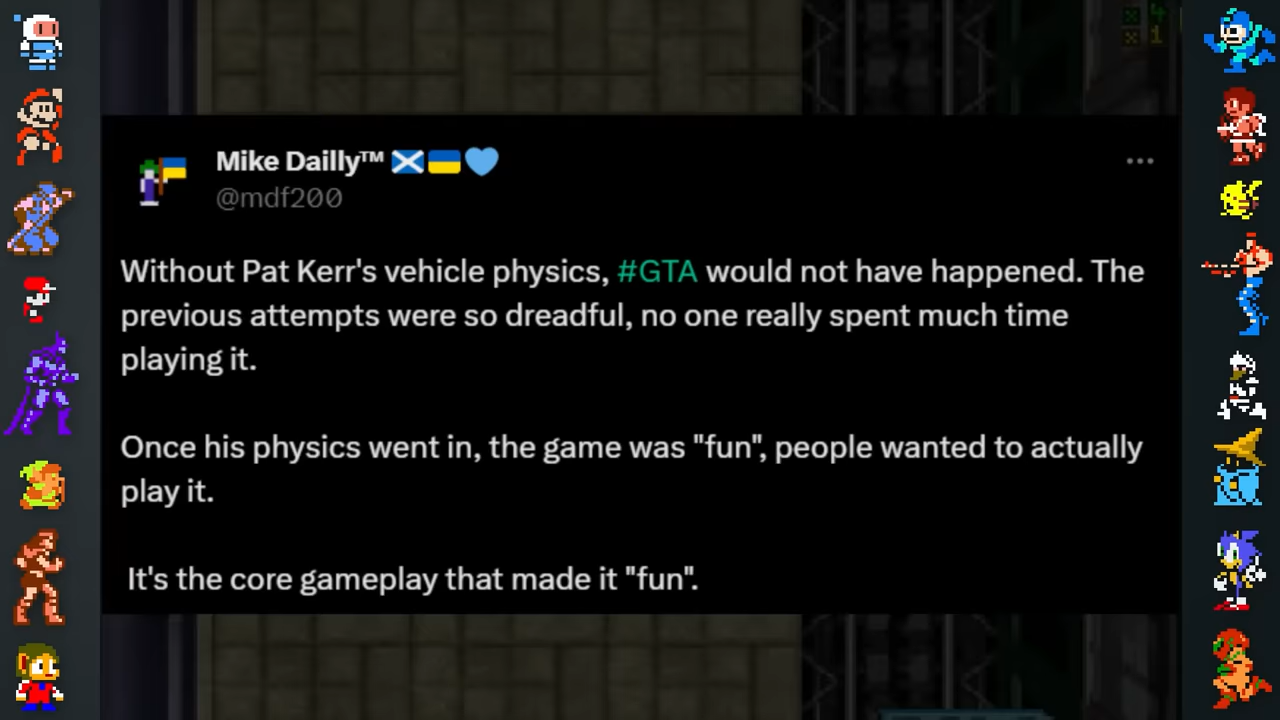 Mike Dailly™ 🏴󠁧󠁢󠁳󠁣󠁴󠁿🇺🇦💙
@mdf200
Without Pat Kerr's vehicle physics, #GTA would not have happened. The
previous attempts were so dreadful, no one really spent much time
playing it.
Once his physics went in, the game was "fun", people wanted to actually
play it.
It's the core gameplay that made it "fun".